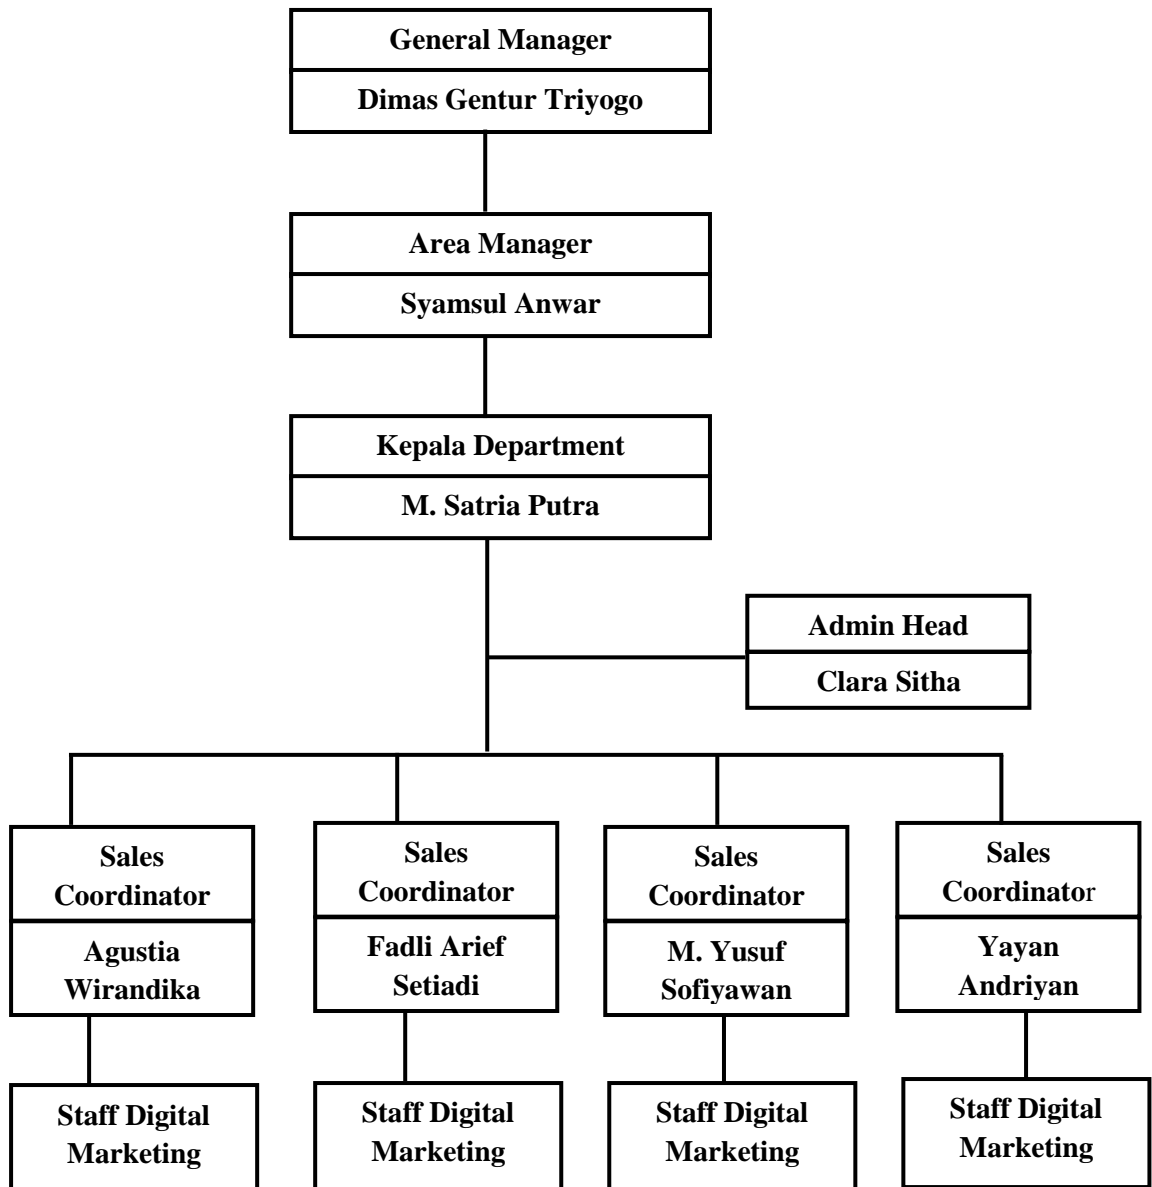 General Manager
Dimas Gentur Triyogo
Area Manager
Syamsul Anwar
Kepala Department
M. Satria Putra
Admin Head
Clara Sitha
Sales
Coordinator
Agustia
Wirandika
Sales
Coordinator
Fadli Arief
Setiadi
Sales
Coordinator
M. Yusuf
Sofiyawan
Sales
Coordinator
Yayan
Andriyan
Staff Digital
Marketing
Staff Digital
Marketing
Staff Digital
Marketing
Staff Digital
Marketing